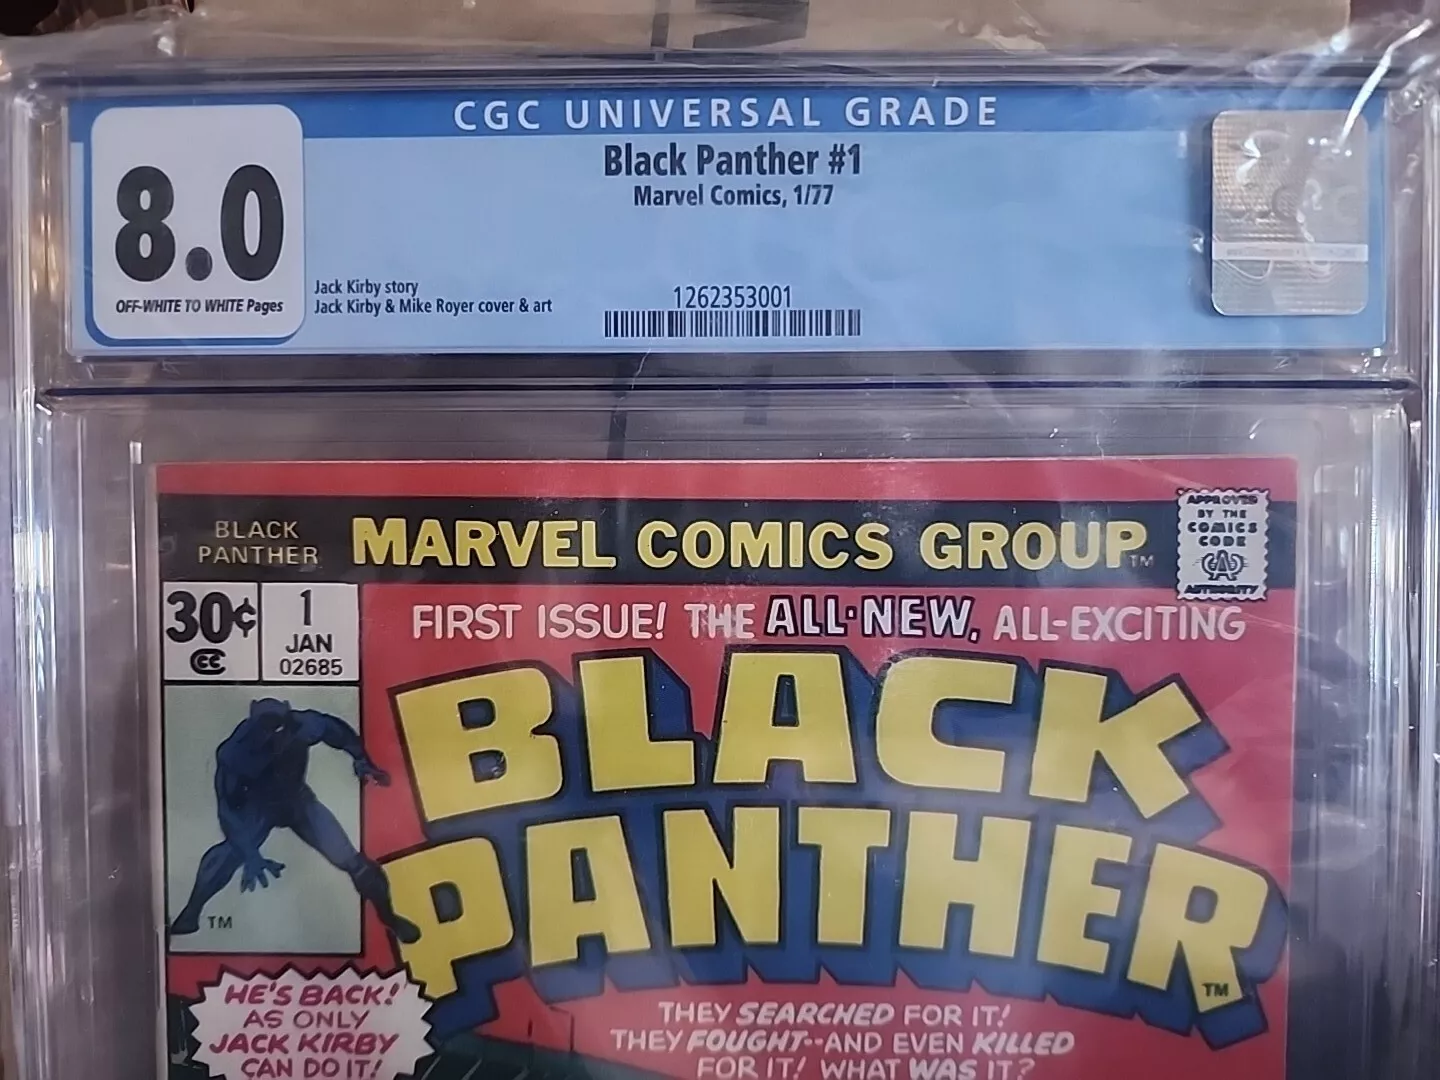 CGC UNIVERSAL GRADE
8.0
OFF-WHITE TO WHITE Pages
Black Panther #1
Marvel Comics, 1/77
Jack Kirby story
Jack Kirby & Mike Royer cover & art
1262353001
BLACK
PANTHER
MARVEL COMICS GROUP TM
APPROVED
BY THE
COMICS
CODE
CA
AUTHORITY
30¢
CC
1
JAN
02685
FIRST ISSUE! THE ALL·NEW, ALL-EXCITING
BLACK
PANTHER
TM
TM
HE'S BACK!
AS ONLY
JACK KIRBY
CAN DO IT!
THEY SEARCHED FOR IT!
THEY FOUGHT--AND EVEN KILLED
FOR IT! WHAT WAS IT?